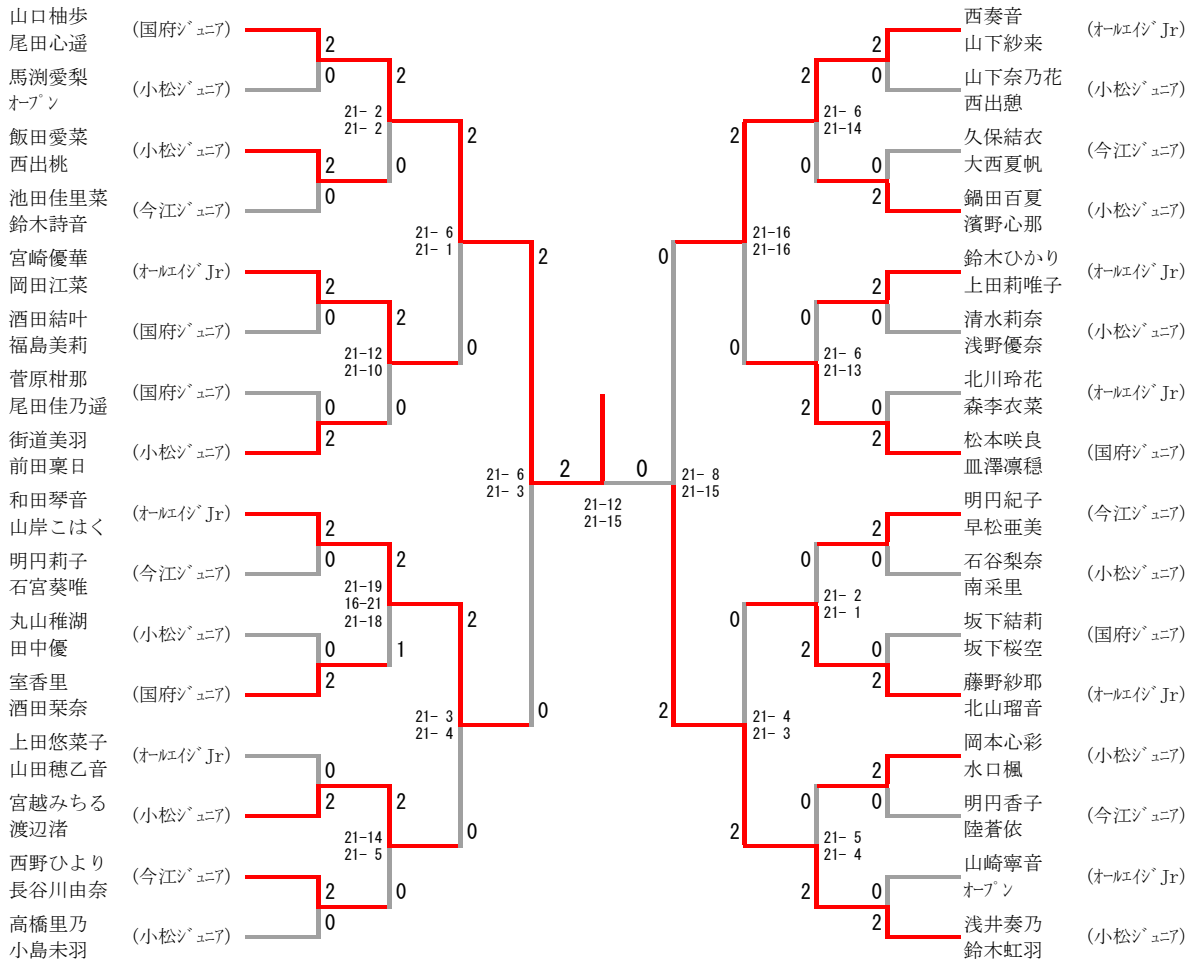 山口柚歩
尾田心遥
(国府ジュニア)
2
馬渕愛梨
オープン
(小松ジュニア)
0
2
21- 2
21- 2
飯田愛菜
西出桃
(小松ジュニア)
2
0
池田佳里菜
鈴木詩音
(今江ジュニア)
0
2
21- 6
21- 1
宮崎優華
岡田江菜
(オールエイジJr)
2
酒田結叶
福島美莉
(国府ジュニア)
0
2
21-12
21-10
0
菅原柑那
尾田佳乃遥
(国府ジュニア)
0
0
街道美羽
前田稟日
(小松ジュニア)
2
2
21- 6
21- 3
和田琴音
山岸こはく
(オールエイジJr)
2
明円莉子
石宮葵唯
(今江ジュニア)
0
2
21-19
16-21
21-18
丸山稚湖
田中優
(小松ジュニア)
0
1
室香里
酒田栞奈
(国府ジュニア)
2
2
21- 3
21- 4
0
上田悠菜子
山田穂乙音
(オールエイジJr)
0
宮越みちる
渡辺渚
(小松ジュニア)
2
2
21-14
21- 5
0
西野ひより
長谷川由奈
(今江ジュニア)
2
0
高橋里乃
小島未羽
(小松ジュニア)
0
2
0
21-12
21-15
西奏音
山下紗来
(オールエイジJr)
2
山下奈乃花
西出憩
(小松ジュニア)
0
2
21- 6
21-14
久保結衣
大西夏帆
(今江ジュニア)
0
0
鍋田百夏
濱野心那
(小松ジュニア)
2
2
21-16
21-16
0
鈴木ひかり
上田莉唯子
(オールエイジJr)
2
清水莉奈
浅野優奈
(小松ジュニア)
0
0
21- 6
21-13
0
北川玲花
森李衣菜
(オールエイジJr)
0
2
松本咲良
皿澤凛穏
(国府ジュニア)
2
21- 8
21-15
明円紀子
早松亜美
(今江ジュニア)
2
石谷梨奈
南采里
(小松ジュニア)
0
0
21- 2
21- 1
0
坂下結莉
坂下桜空
(国府ジュニア)
0
2
藤野紗耶
北山瑠音
(オールエイジJr)
2
2
21- 4
21- 3
岡本心彩
水口楓
(小松ジュニア)
2
明円香子
陸蒼依
(今江ジュニア)
0
0
21- 5
21- 4
2
山崎寧音
オープン
(オールエイジJr)
0
2
浅井奏乃
鈴木虹羽
(小松ジュニア)
2